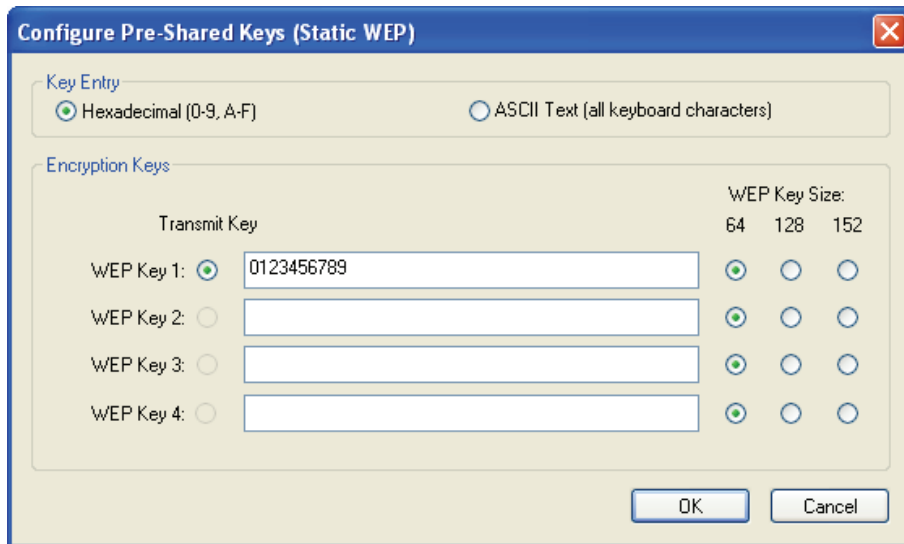 Configure Pre-Shared Keys (Static WEP)
Key Entry
Hexadecimal (0-9, A-F)
ASCII Text (all keyboard characters)
Encryption Keys
WEP Key Size:
Transmit Key
64 128 152
WEP Key 1: 0123456789
WEP Key 2:
WEP Key 3:
WEP Key 4:
OK
Cancel